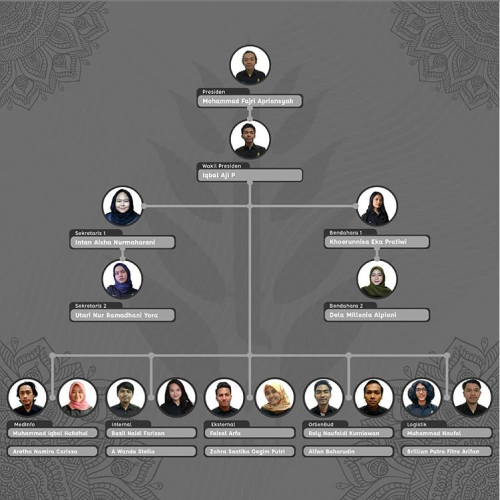 Presiden
Mohammad Fajri Apriansyah
Wakil Presiden
Iqbal Aji P
Sekretaris 1
Intan Aisha Nurmaharani
Bendahara 1
Khoerunnisa Eka Pratiwi
Sekretaris 2
Utari Nur Ramadhani Yora
Bendahara 2
Dela Millenia Alpiani
MedInfo
Internal
Eksternal
OrSenBud
Logistik
Muhammad Iqbal
Basil Haidi Farizan
Faisal Arfa
Rely Naufaldi Kurniawan
Muhammad Naufal
Aretha Namira Carissa
A Wanda Stella
Zahra Santika Gagim Putri
Alfan Baharudin
Brillian Putra Fitra Arifan